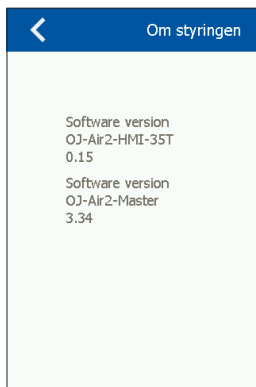 Om styringen
Software version
OJ-Air2-HMI-35T
0.15
Software version
OJ-Air2-Master
3.34